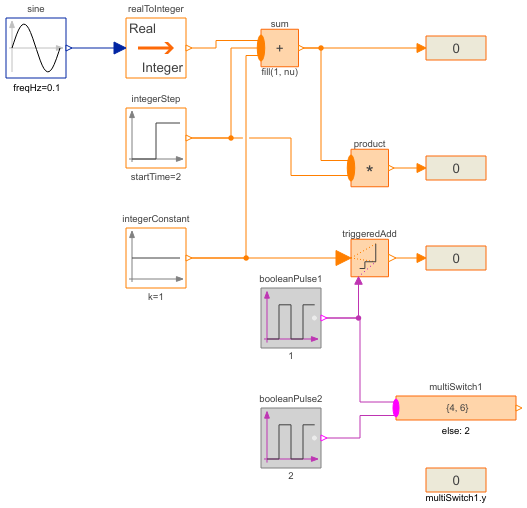 sine
realToInteger
sum
Real
Integer
+
0
freqHz=0.1
fill(1, nu)
integerStep
product
*
0
startTime=2
integerConstant
triggeredAdd
0
booleanPulse1
k=1
1
multiSwitch1
booleanPulse2
{4, 6}
else: 2
2
0
multiSwitch1.y